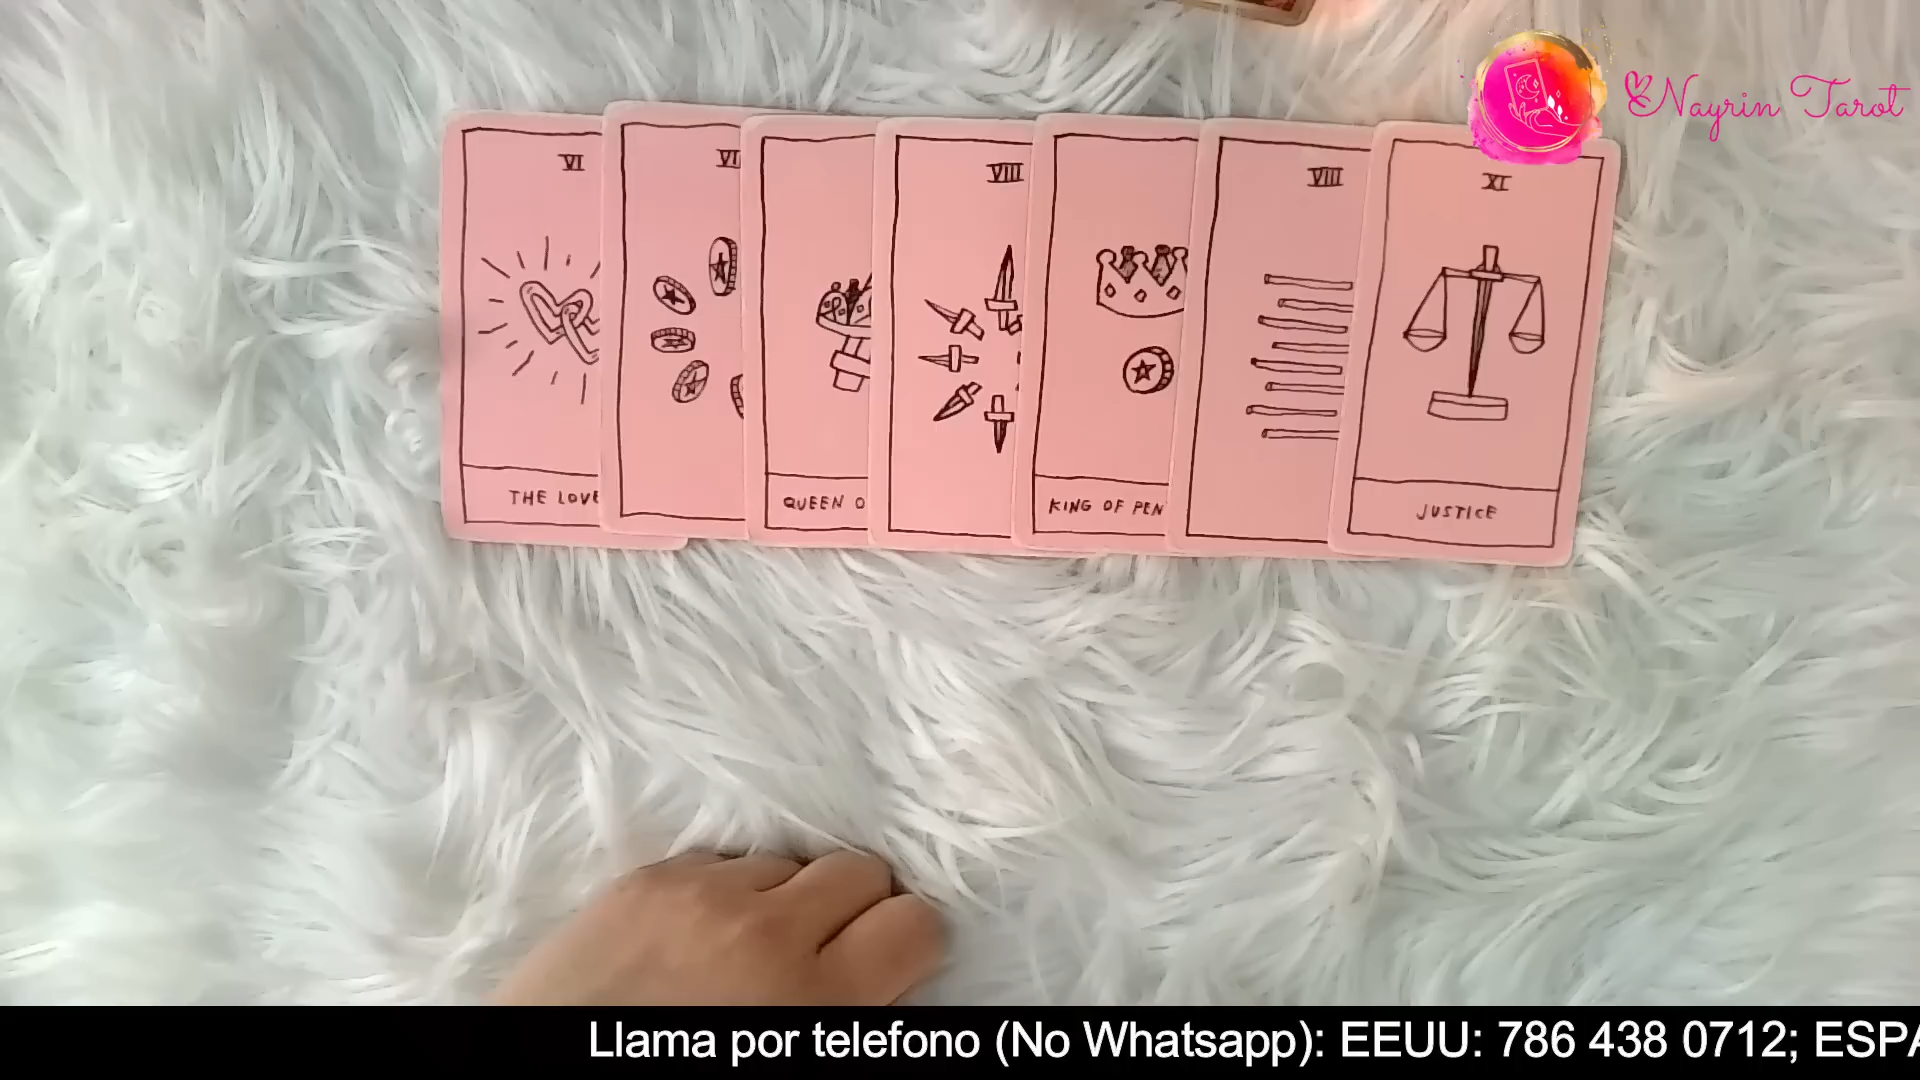 Nayrin Tarot
VI
VI
VIII
VIII
XI
THE LOVE
QUEEN O
KING OF PEN
JUSTICE
Llama por telefono (No Whatsapp): EEUU: 786 438 0712; ESPA